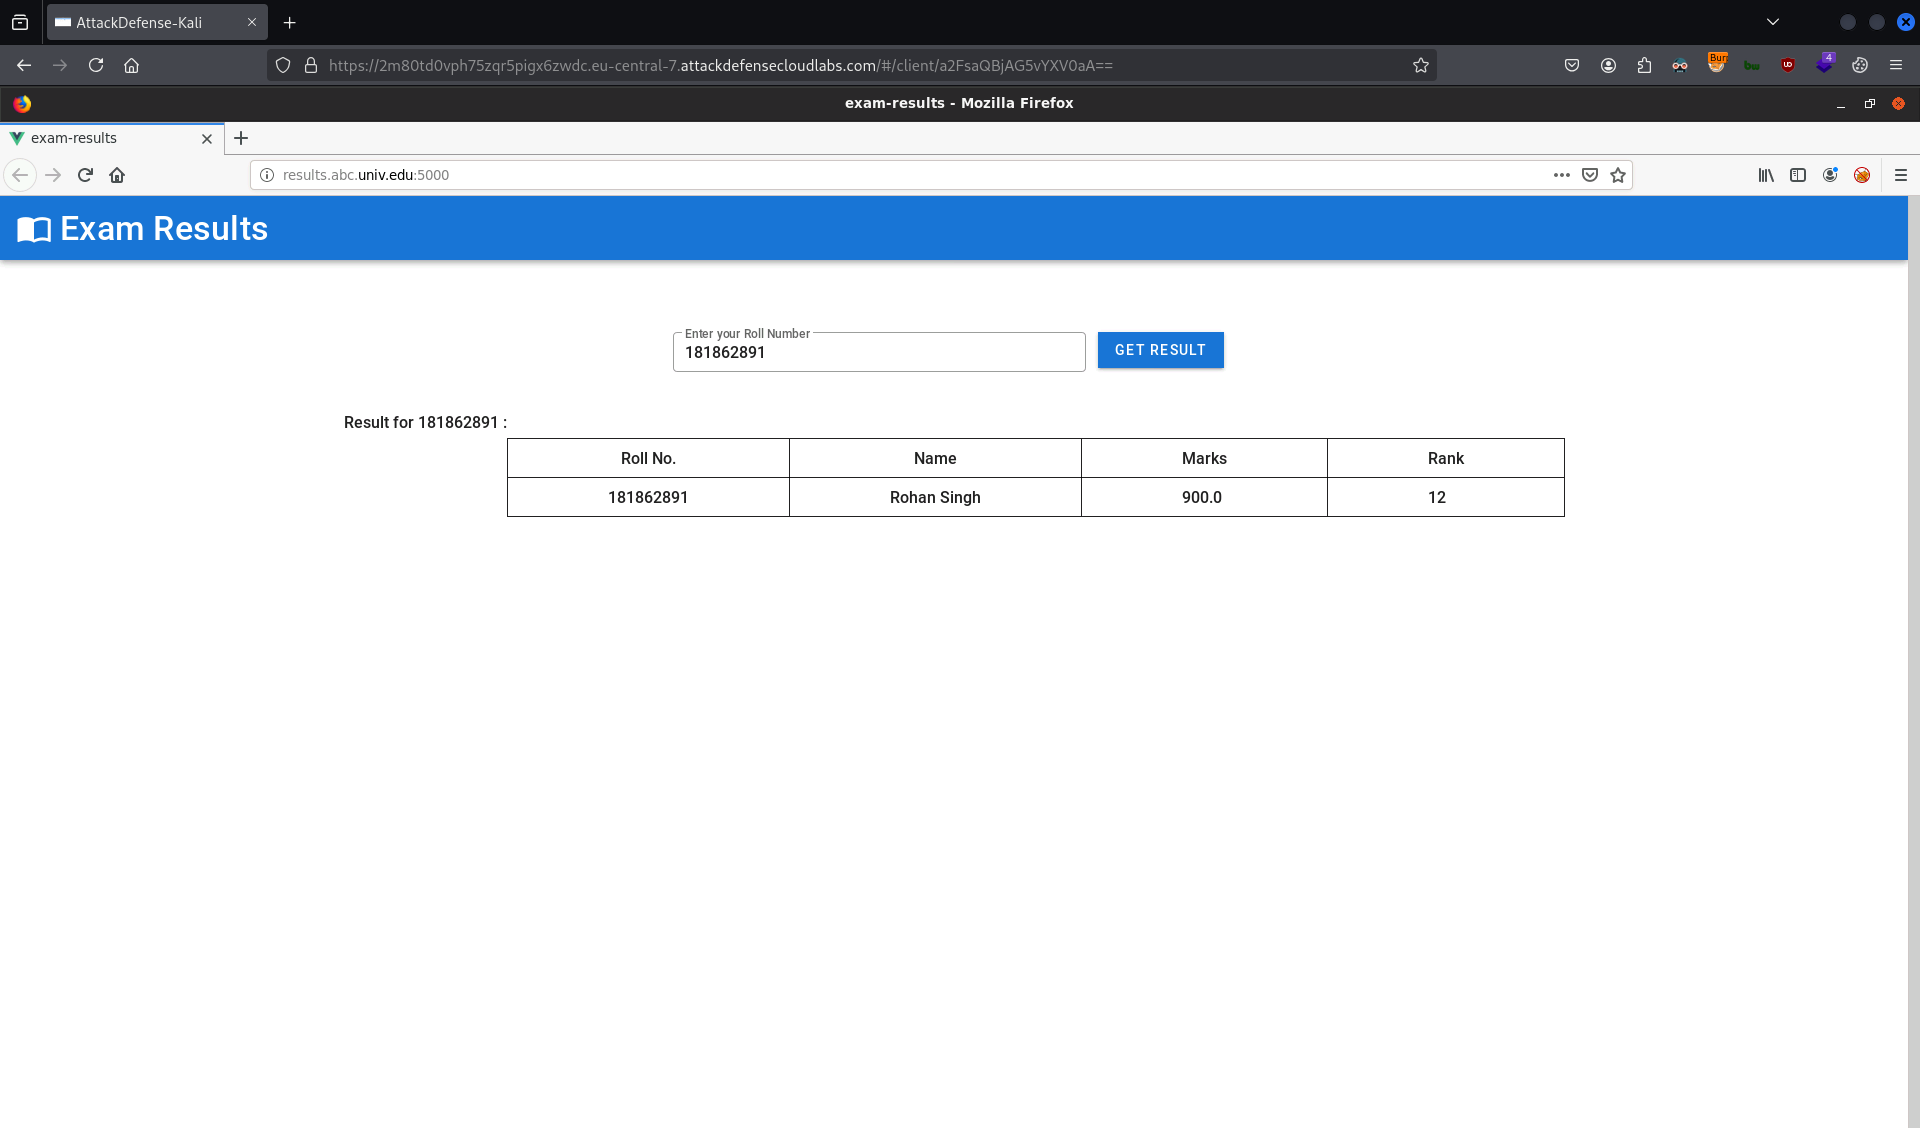 AttackDefense-Kali
https://2m80td0vph75zqr5pigx6zwdc.eu-central-7.attackdefensecloudlabs.com/#/client/a2FsaQBjAG5vYXV0aA==
4
exam-results - Mozilla Firefox
exam-results
results.abc.univ.edu:5000
Exam Results
Enter your Roll Number
181862891
GET RESULT
Result for 181862891 :
Roll No. Name Marks Rank
181862891 Rohan Singh 900.0 12